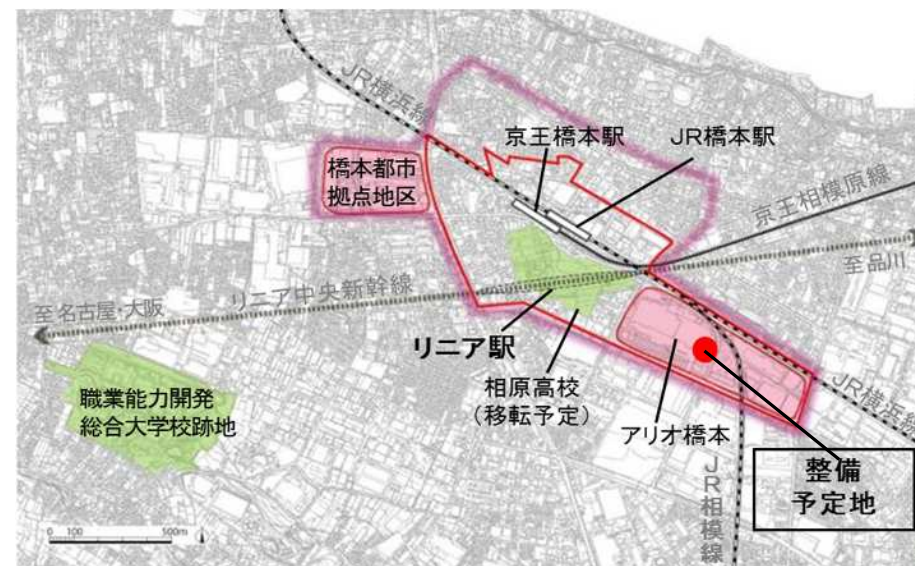 JR横浜線
京王橋本駅
JR橋本駅
橋本都市
拠点地区
京王相模原線
至品川
リニア中央新幹線
至名古屋・大阪
リニア駅
相原高校
（移転予定）
職業能力開発
総合大学校跡地
アリオ橋本
JR横浜線
整備
予定地
JR相模線
0 100 500m